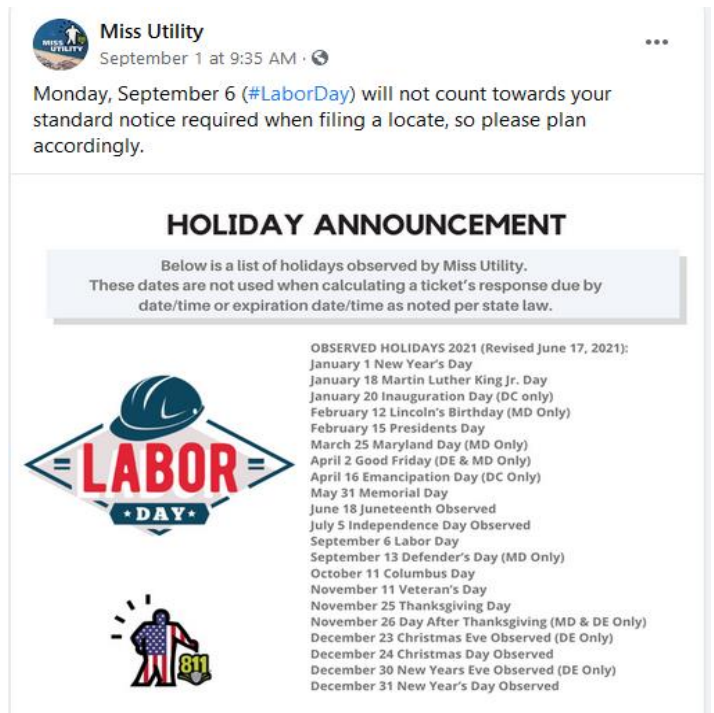 Miss Utility
September 1 at 9:35 AM ·
Monday, September 6 (#LaborDay) will not count towards your
standard notice required when filing a locate, so please plan
accordingly.
HOLIDAY ANNOUNCEMENT
Below is a list of holidays observed by Miss Utility.
These dates are not used when calculating a ticket's response due by
date/time or expiration date/time as noted per state law.
OBSERVED HOLIDAYS 2021 (Revised June 17, 2021):
January 1 New Year's Day
January 18 Martin Luther King Jr. Day
January 20 Inauguration Day (DC only)
February 12 Lincoln's Birthday (MD Only)
February 15 Presidents Day
March 25 Maryland Day (MD Only)
April 2 Good Friday (DE & MD Only)
April 16 Emancipation Day (DC Only)
May 31 Memorial Day
June 18 Juneteenth Observed
July 5 Independence Day Observed
September 6 Labor Day
September 13 Defender's Day (MD Only)
October 11 Columbus Day
November 11 Veteran's Day
November 25 Thanksgiving Day
November 26 Day After Thanksgiving (MD & DE Only)
December 23 Christmas Eve Observed (DE Only)
December 24 Christmas Day Observed
December 30 New Years Eve Observed (DE Only)
December 31 New Year's Day Observed
LABOR
DAY
811
MISS
UTILITY